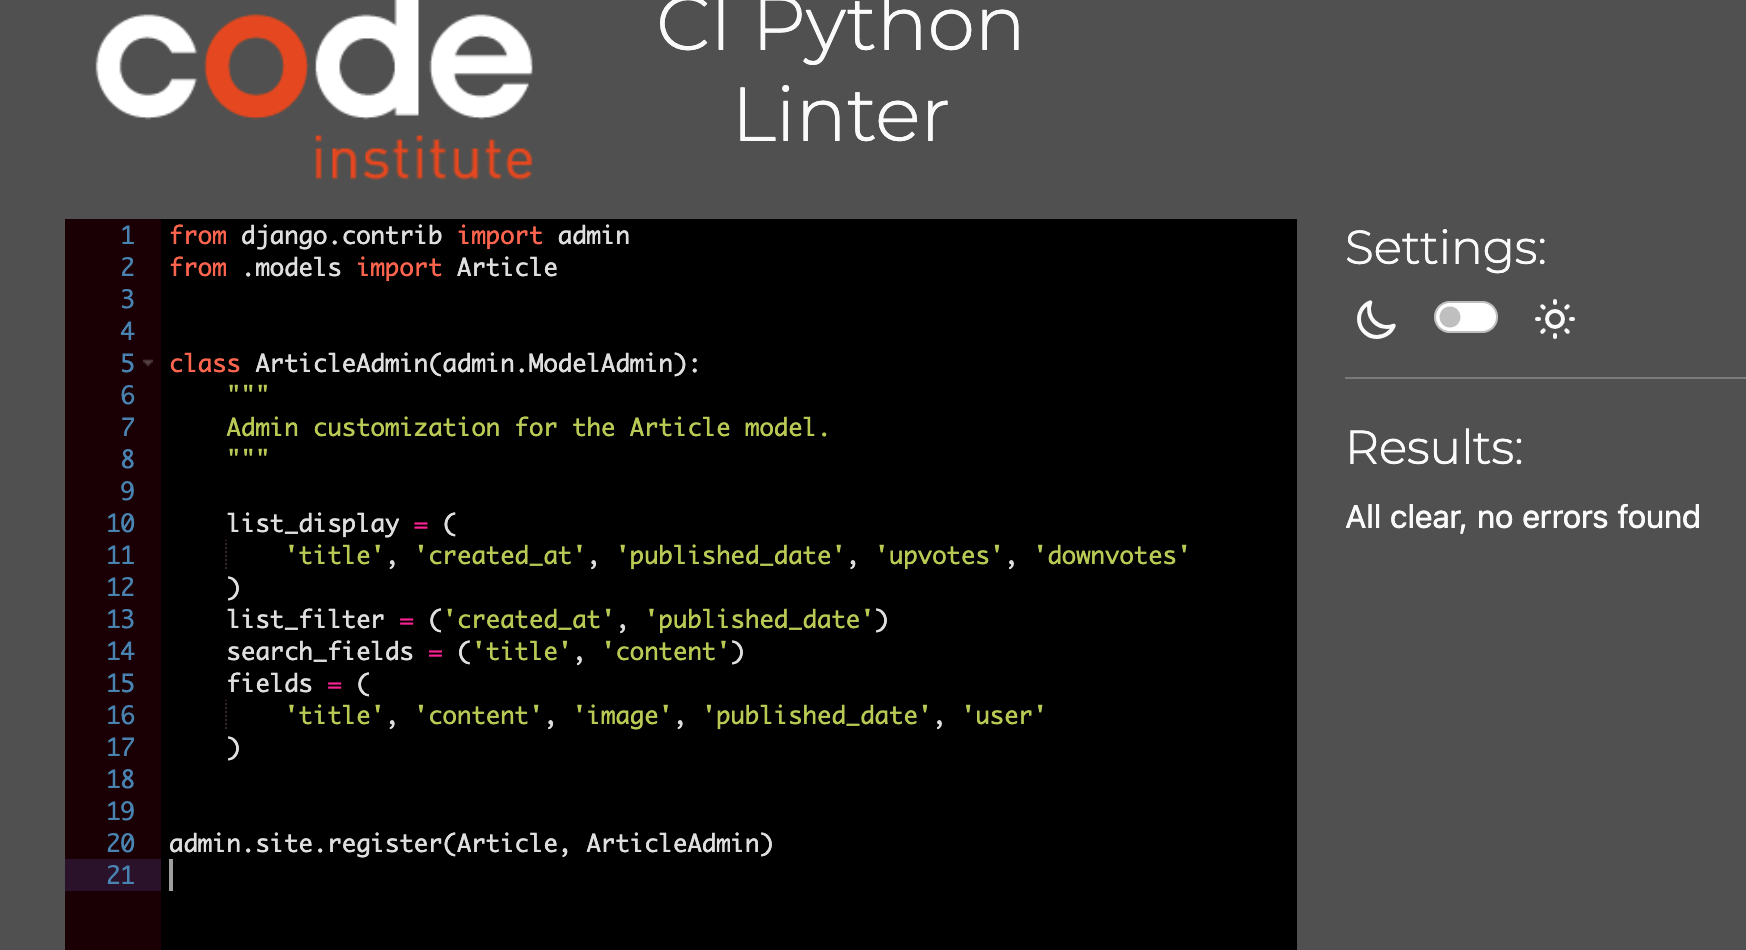 code
institute
CI Python
Linter
1 from django.contrib import admin
2 from .models import Article
3
4
5 class ArticleAdmin(admin.ModelAdmin):
6     """
7     Admin customization for the Article model.
8     """
9
10     list_display = (
11         'title', 'created_at', 'published_date', 'upvotes', 'downvotes'
12     )
13     list_filter = ('created_at', 'published_date')
14     search_fields = ('title', 'content')
15     fields = (
16         'title', 'content', 'image', 'published_date', 'user'
17     )
18
19
20 admin.site.register(Article, ArticleAdmin)
21
Settings:
Results:
All clear, no errors found